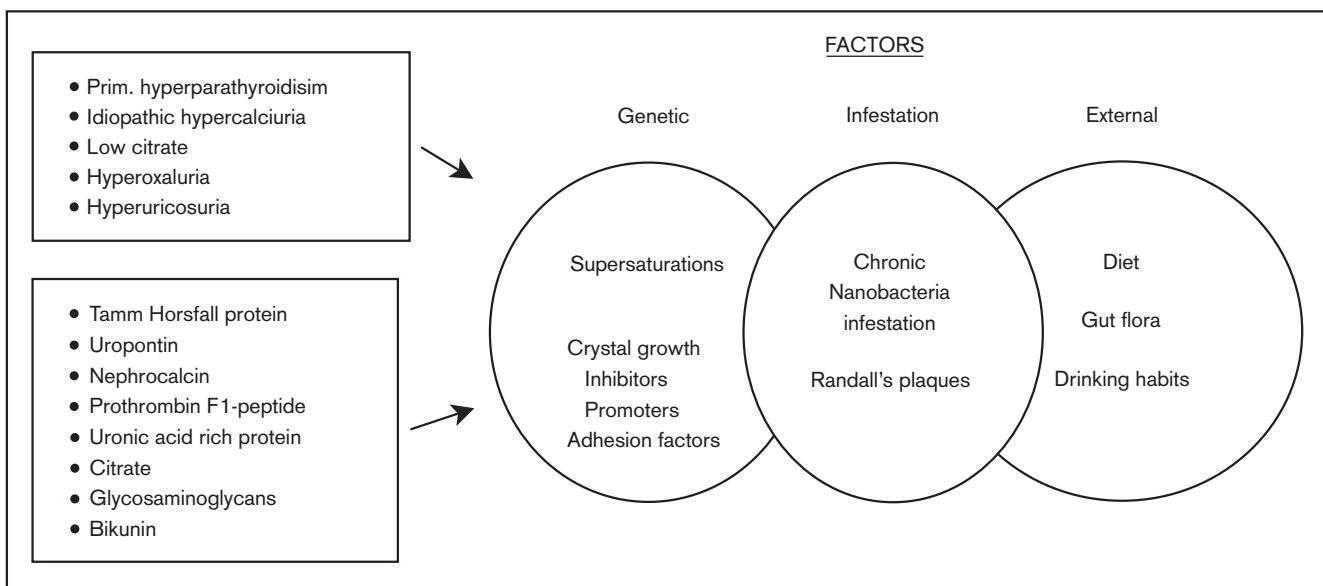 FACTORS
• Prim. hyperparathyroidisim
• Idiopathic hypercalciuria
• Low citrate
• Hyperoxaluria
• Hyperuricosuria
• Tamm Horsfall protein
• Uropontin
• Nephrocalcin
• Prothrombin F1-peptide
• Uronic acid rich protein
• Citrate
• Glycosaminoglycans
• Bikunin
Genetic
Supersaturations
Crystal growth
Inhibitors
Promoters
Adhesion factors
Infestation
Chronic
Nanobacteria
infestation
Randall's plaques
External
Diet
Gut flora
Drinking habits